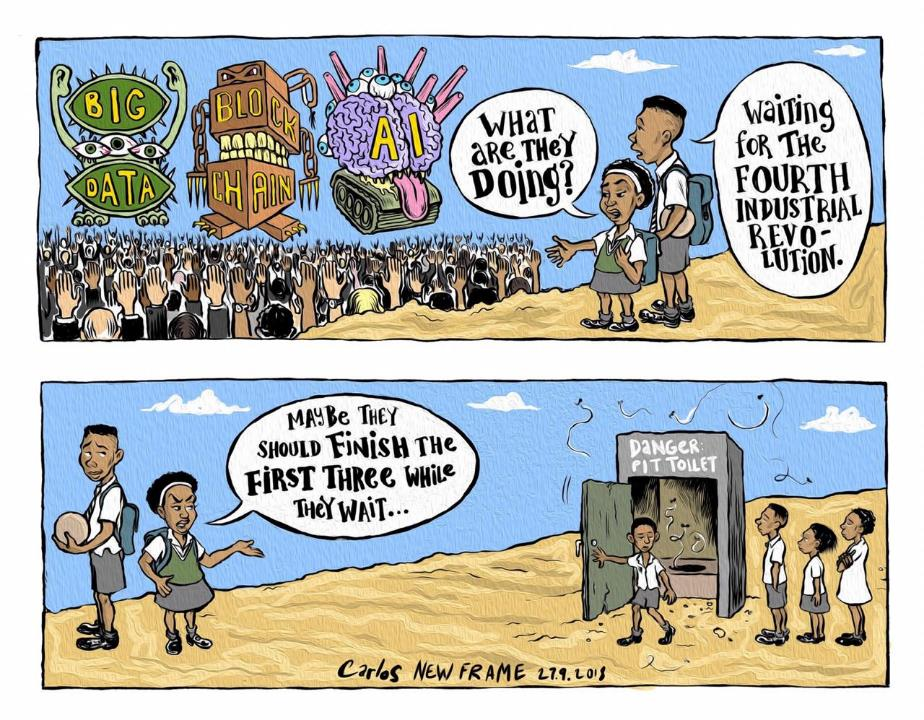 BIG
DATA
BLOCK
CHAIN
AI
WHAT
are THEY
Doing?
Waiting
for THe
FOURTH
INDUSTRIAL
REVO-
LUTiON.
MAYBe THEY
SHOULD FiNiSH THe
FiRST THREE WHiLe
THeY WAiT...
DaNGeR:
PiT TOiLET
Carlos NEW FRAME 27.9.2018